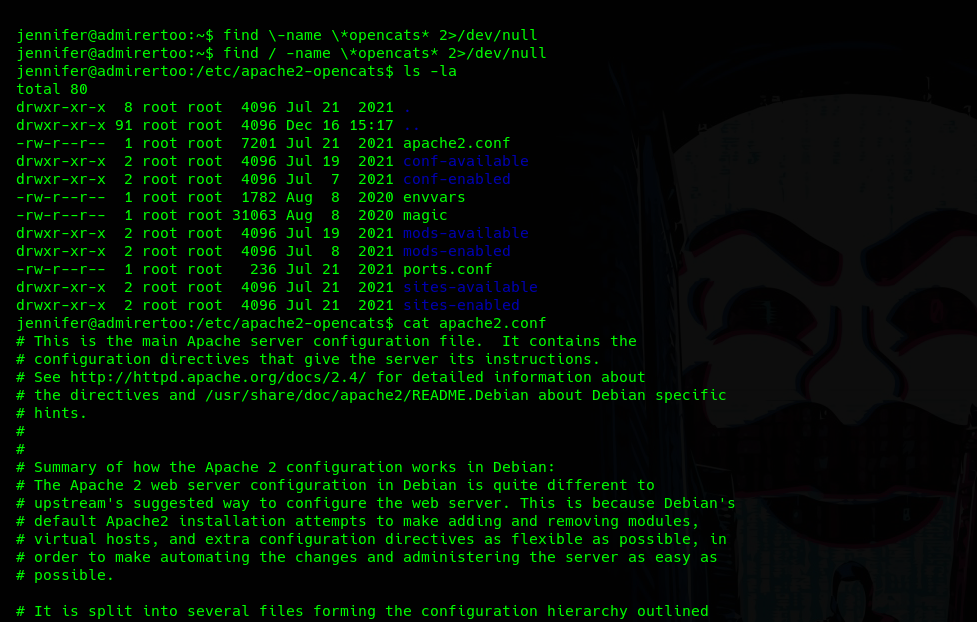 jennifer@admirertoo:~$ find \-name \*opencats* 2>/dev/null
jennifer@admirertoo:~$ find / -name \*opencats* 2>/dev/null
jennifer@admirertoo:/etc/apache2-opencats$ ls -la
total 80
drwxr-xr-x  8 root root  4096 Jul 21  2021 .
drwxr-xr-x 91 root root  4096 Dec 16 15:17 ..
-rw-r--r--  1 root root  7201 Jul 21  2021 apache2.conf
drwxr-xr-x  2 root root  4096 Jul 19  2021 conf-available
drwxr-xr-x  2 root root  4096 Jul  7  2021 conf-enabled
-rw-r--r--  1 root root  1782 Aug  8  2020 envvars
-rw-r--r--  1 root root 31063 Aug  8  2020 magic
drwxr-xr-x  2 root root  4096 Jul 19  2021 mods-available
drwxr-xr-x  2 root root  4096 Jul  8  2021 mods-enabled
-rw-r--r--  1 root root   236 Jul 21  2021 ports.conf
drwxr-xr-x  2 root root  4096 Jul 21  2021 sites-available
drwxr-xr-x  2 root root  4096 Jul 21  2021 sites-enabled
jennifer@admirertoo:/etc/apache2-opencats$ cat apache2.conf
# This is the main Apache server configuration file.  It contains the
# configuration directives that give the server its instructions.
# See http://httpd.apache.org/docs/2.4/ for detailed information about
# the directives and /usr/share/doc/apache2/README.Debian about Debian specific
# hints.
#
#
# Summary of how the Apache 2 configuration works in Debian:
# The Apache 2 web server configuration in Debian is quite different to
# upstream's suggested way to configure the web server. This is because Debian's
# default Apache2 installation attempts to make adding and removing modules,
# virtual hosts, and extra configuration directives as flexible as possible, in
# order to make automating the changes and administering the server as easy as
# possible.

# It is split into several files forming the configuration hierarchy outlined